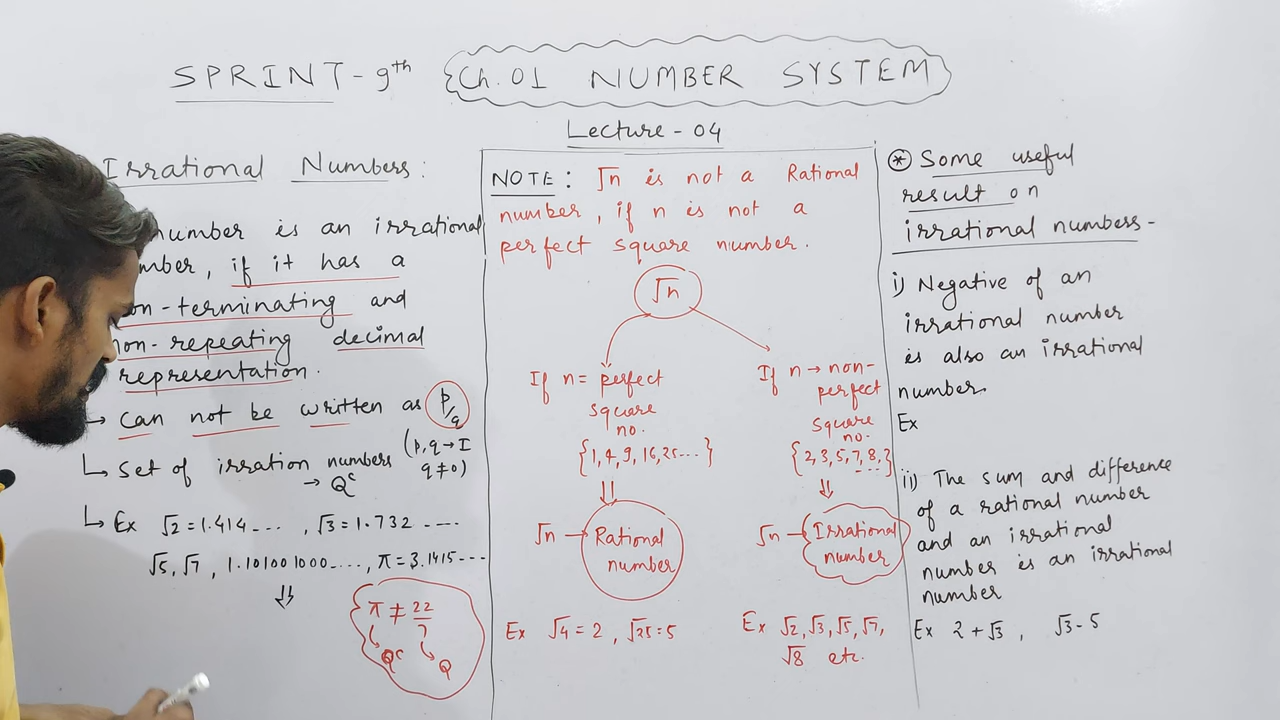 SPRINT - 9th Ch. 01 NUMBER SYSTEM
Lecture - 04
Irrational Numbers :
number is an irrational
mber, if it has a
on-terminating and
non-repeating decimal
representation.
→ Can not be written as p/q
(p,q → I
q ≠ 0)
↳ Set of irration numbers
→ Qᶜ
↳ Ex √2 = 1.414 ---- , √3 = 1.732 ----
√5, √7 , 1.101001000----, π = 3.1415----
⇓
π ≠ 22/7
Qᶜ Q
NOTE : √n is not a Rational
number, if n is not a
perfect square number.
√n
If n = perfect
square
no.
{1, 4, 9, 16, 25---}
⇓
√n → Rational
number
Ex √4 = 2 , √25 = 5
If n → non-
perfect
square
no.
{2, 3, 5, 7, 8, ---}
⇓
√n → Irrational
number
Ex √2, √3, √5, √7,
√8 etc.
⊛ Some useful
result on
irrational numbers -
i) Negative of an
irrational number
is also an irrational
number.
Ex
ii) The sum and difference
of a rational number
and an irrational
number is an irrational
number
Ex 2 + √3 , √3 - 5